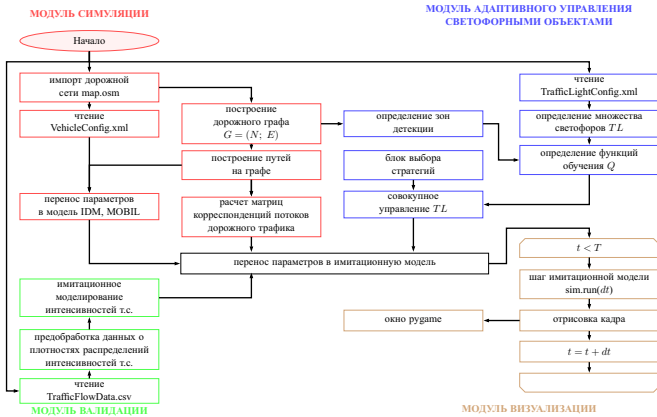 МОДУЛЬ СИМУЛЯЦИИ
МОДУЛЬ АДАПТИВНОГО УПРАВЛЕНИЯ
СВЕТОФОРНЫМИ ОБЪЕКТАМИ
Начало
импорт дорожной
сети map.osm
чтение
VehicleConfig.xml
построение
дорожного графа
G = (N; E)
определение зон
детекции
чтение
TrafficLightConfig.xml
определение множества
светофоров TL
определение функций
обучения Q
построение путей
на графе
блок выбора
стратегий
перенос параметров
в модель IDM, MOBIL
расчет матриц
корреспонденций потоков
дорожного трафика
совокупное
управление TL
перенос параметров в имитационную модель
t < T
шаг имитационной модели
sim.run(dt)
имитационное
моделирование
интенсивностей т.с.
окно pygame
отрисовка кадра
предобработка данных о
плотностях распределений
интенсивностей т.с.
t = t + dt
чтение
TrafficFlowData.csv
МОДУЛЬ ВАЛИДАЦИИ
МОДУЛЬ ВИЗУАЛИЗАЦИИ